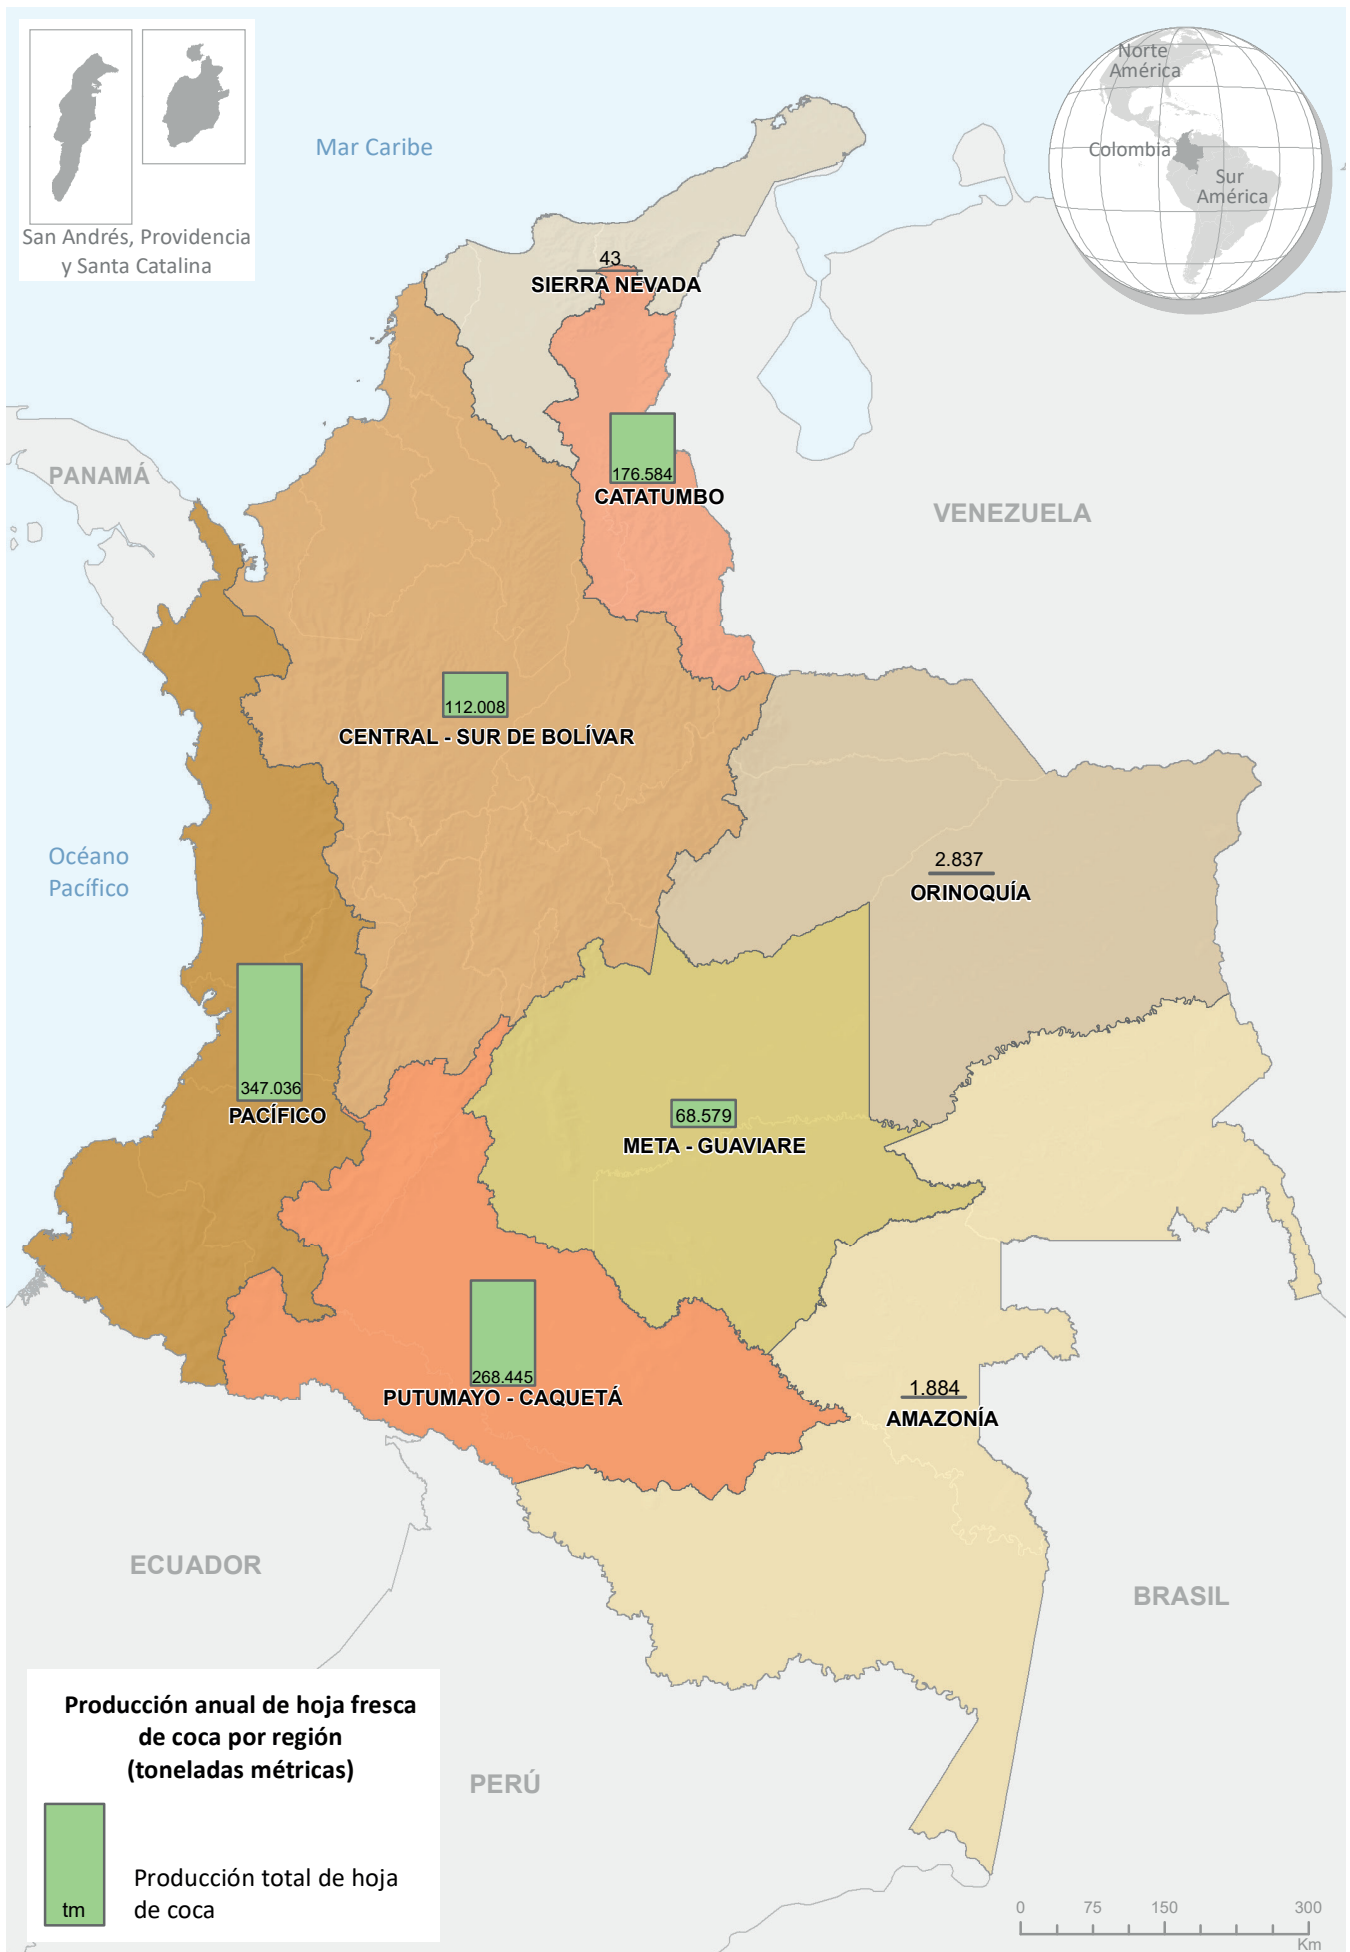 San Andrés, Providencia
y Santa Catalina
Mar Caribe
Norte
América
Colombia
Sur
América
43
SIERRA NEVADA
176.584
CATATUMBO
PANAMÁ
VENEZUELA
112.008
CENTRAL - SUR DE BOLÍVAR
Océano
Pacífico
2.837
ORINOQUÍA
347.036
PACÍFICO
68.579
META - GUAVIARE
268.445
PUTUMAYO - CAQUETÁ
1.884
AMAZONÍA
ECUADOR
BRASIL
PERÚ
Producción anual de hoja fresca
de coca por región
(toneladas métricas)
tm
Producción total de hoja
de coca
0 75 150 300
Km